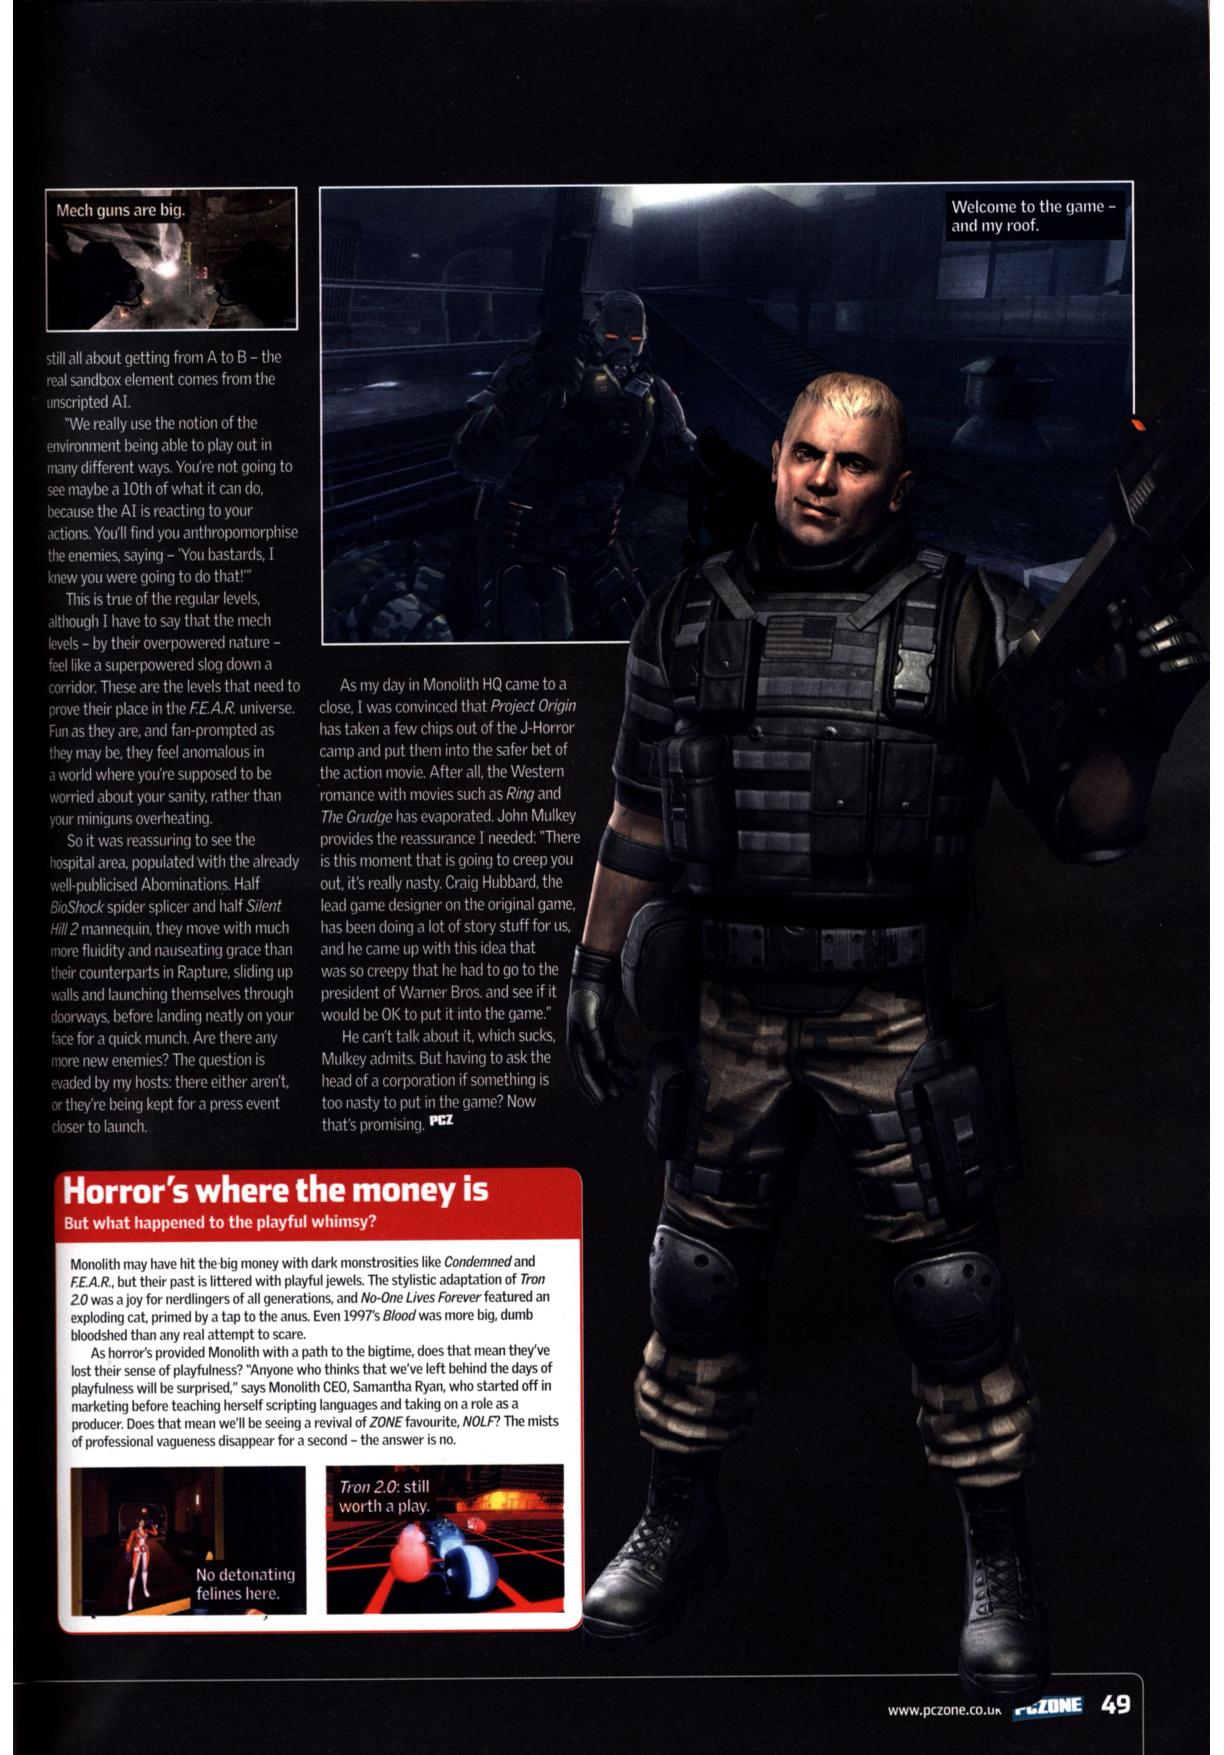 Mech guns are big.
Welcome to the game –
and my roof.
still all about getting from A to B – the
real sandbox element comes from the
unscripted AI.
"We really use the notion of the
environment being able to play out in
many different ways. You're not going to
see maybe a 10th of what it can do,
because the AI is reacting to your
actions. You'll find you anthropomorphise
the enemies, saying – 'You bastards, I
knew you were going to do that!'"
This is true of the regular levels,
although I have to say that the mech
levels – by their overpowered nature –
feel like a superpowered slog down a
corridor. These are the levels that need to
prove their place in the F.E.A.R. universe.
Fun as they are, and fan-prompted as
they may be, they feel anomalous in
a world where you're supposed to be
worried about your sanity, rather than
your miniguns overheating.
So it was reassuring to see the
hospital area, populated with the already
well-publicised Abominations. Half
BioShock spider splicer and half Silent
Hill 2 mannequin, they move with much
more fluidity and nauseating grace than
their counterparts in Rapture, sliding up
walls and launching themselves through
doorways, before landing neatly on your
face for a quick munch. Are there any
more new enemies? The question is
evaded by my hosts: there either aren't,
or they're being kept for a press event
closer to launch.
As my day in Monolith HQ came to a
close, I was convinced that Project Origin
has taken a few chips out of the J-Horror
camp and put them into the safer bet of
the action movie. After all, the Western
romance with movies such as Ring and
The Grudge has evaporated. John Mulkey
provides the reassurance I needed: "There
is this moment that is going to creep you
out, it's really nasty. Craig Hubbard, the
lead game designer on the original game,
has been doing a lot of story stuff for us,
and he came up with this idea that
was so creepy that he had to go to the
president of Warner Bros. and see if it
would be OK to put it into the game."
He can't talk about it, which sucks,
Mulkey admits. But having to ask the
head of a corporation if something is
too nasty to put in the game? Now
that's promising. PCZ
Horror's where the money is
But what happened to the playful whimsy?
Monolith may have hit the big money with dark monstrosities like Condemned and
F.E.A.R., but their past is littered with playful jewels. The stylistic adaptation of Tron
2.0 was a joy for nerdlingers of all generations, and No-One Lives Forever featured an
exploding cat, primed by a tap to the anus. Even 1997's Blood was more big, dumb
bloodshed than any real attempt to scare.
As horror's provided Monolith with a path to the bigtime, does that mean they've
lost their sense of playfulness? "Anyone who thinks that we've left behind the days of
playfulness will be surprised," says Monolith CEO, Samantha Ryan, who started off in
marketing before teaching herself scripting languages and taking on a role as a
producer. Does that mean we'll be seeing a revival of ZONE favourite, NOLF? The mists
of professional vagueness disappear for a second – the answer is no.
No detonating
felines here.
Tron 2.0: still
worth a play.
www.pczone.co.uk PCZONE 49